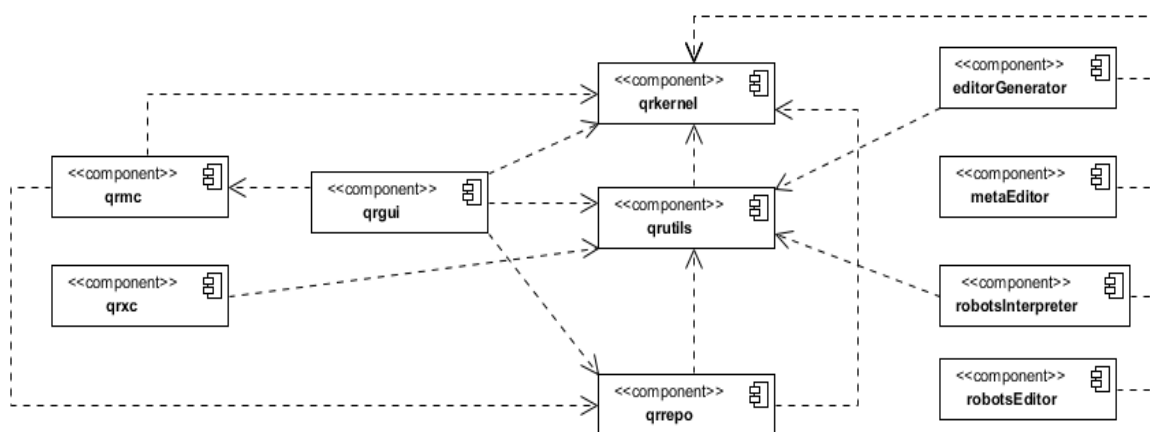 <<component>>
qrkernel
<<component>>
editorGenerator
<<component>>
qrmc
<<component>>
qrgui
<<component>>
qrutils
<<component>>
metaEditor
<<component>>
qrxc
<<component>>
robotsInterpreter
<<component>>
qrrepo
<<component>>
robotsEditor